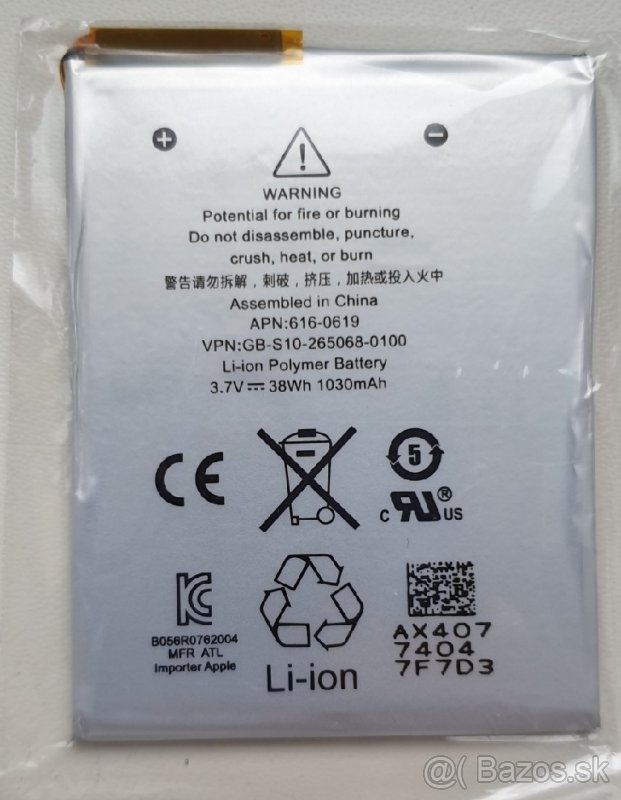 WARNING
Potential for fire or burning
Do not disassemble, puncture,
crush, heat, or burn
警告请勿拆解，刺破，挤压，加热或投入火中
Assembled in China
APN:616-0619
VPN:GB-S10-265068-0100
Li-ion Polymer Battery
3.7V⎓38Wh 1030mAh
CE
5
c RU® US
KC
B056R0762004
MFR ATL
Importer Apple
Li-ion
AX407
7404
7F7D3
@( Bazos.sk